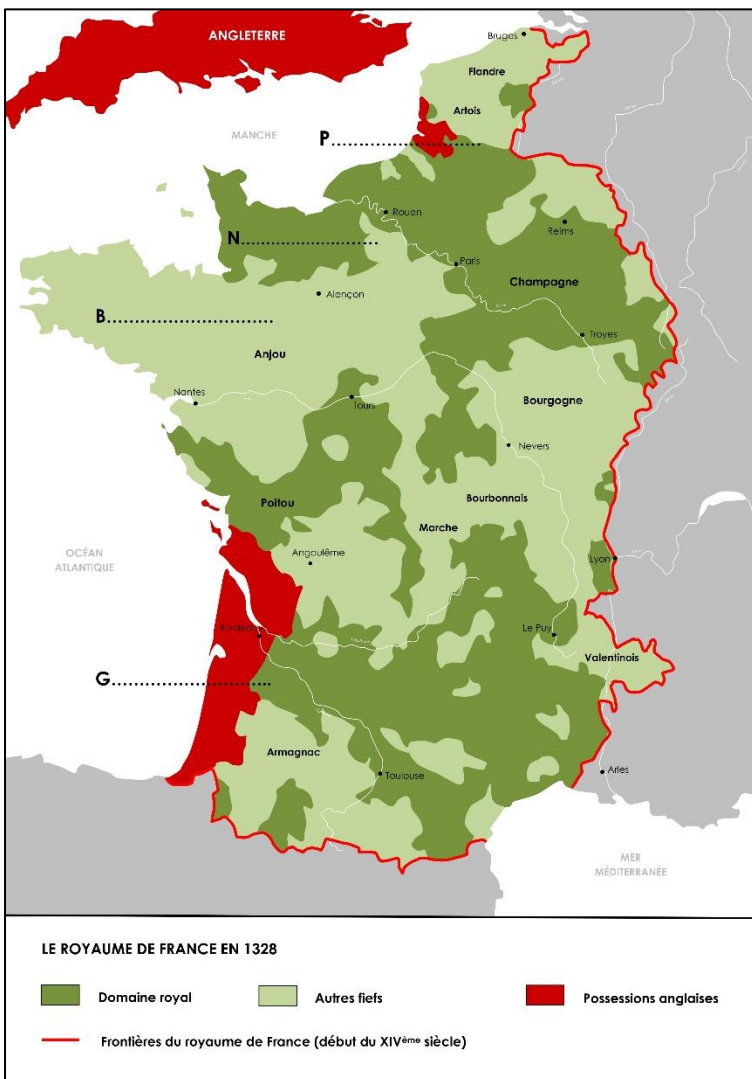 ANGLETERRE
Bruges
Flandre
Artois
MANCHE
P
Rouen
Reims
N
Paris
Champagne
Alençon
B
Troyes
Anjou
Bourgogne
Nantes
Tours
Nevers
Bourbonnais
Poitou
Marche
OCÉAN
ATLANTIQUE
Angoulême
Lyon
Bordeaux
Le Puy
Valentinois
G
Armagnac
Toulouse
Arles
MER
MÉDITERRANÉE
LE ROYAUME DE FRANCE EN 1328
Domaine royal
Autres fiefs
Possessions anglaises
Frontières du royaume de France (début du XIVème siècle)